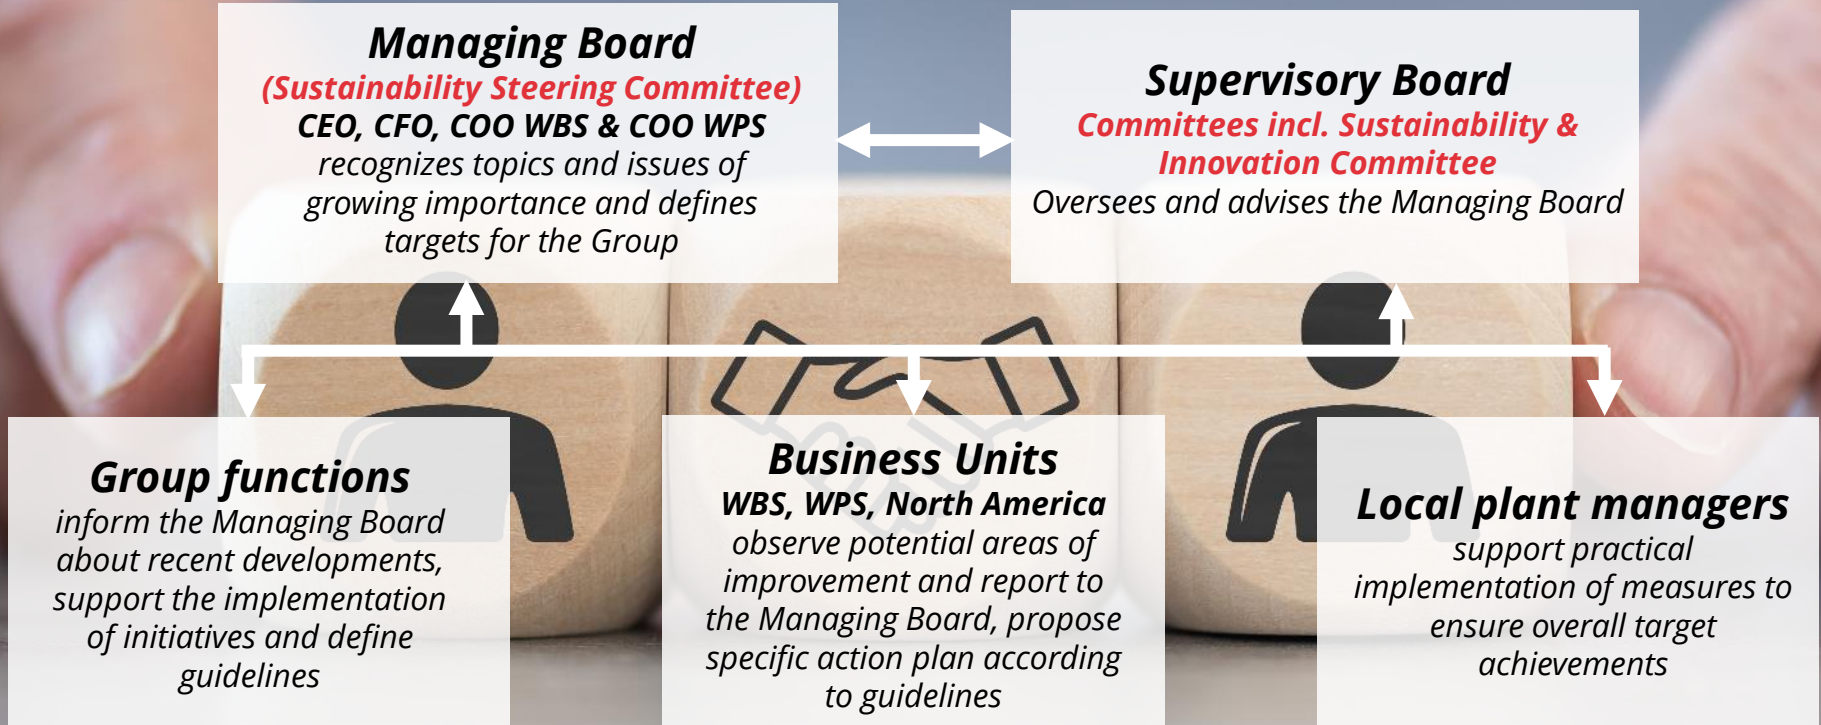 Managing Board
(Sustainability Steering Committee)
CEO, CFO, COO WBS & COO WPS
recognizes topics and issues of
growing importance and defines
targets for the Group
Supervisory Board
Committees incl. Sustainability &
Innovation Committee
Oversees and advises the Managing Board
Group functions
inform the Managing Board
about recent developments,
support the implementation
of initiatives and define
guidelines
Business Units
WBS, WPS, North America
observe potential areas of
improvement and report to
the Managing Board, propose
specific action plan according
to guidelines
Local plant managers
support practical
implementation of measures to
ensure overall target
achievements